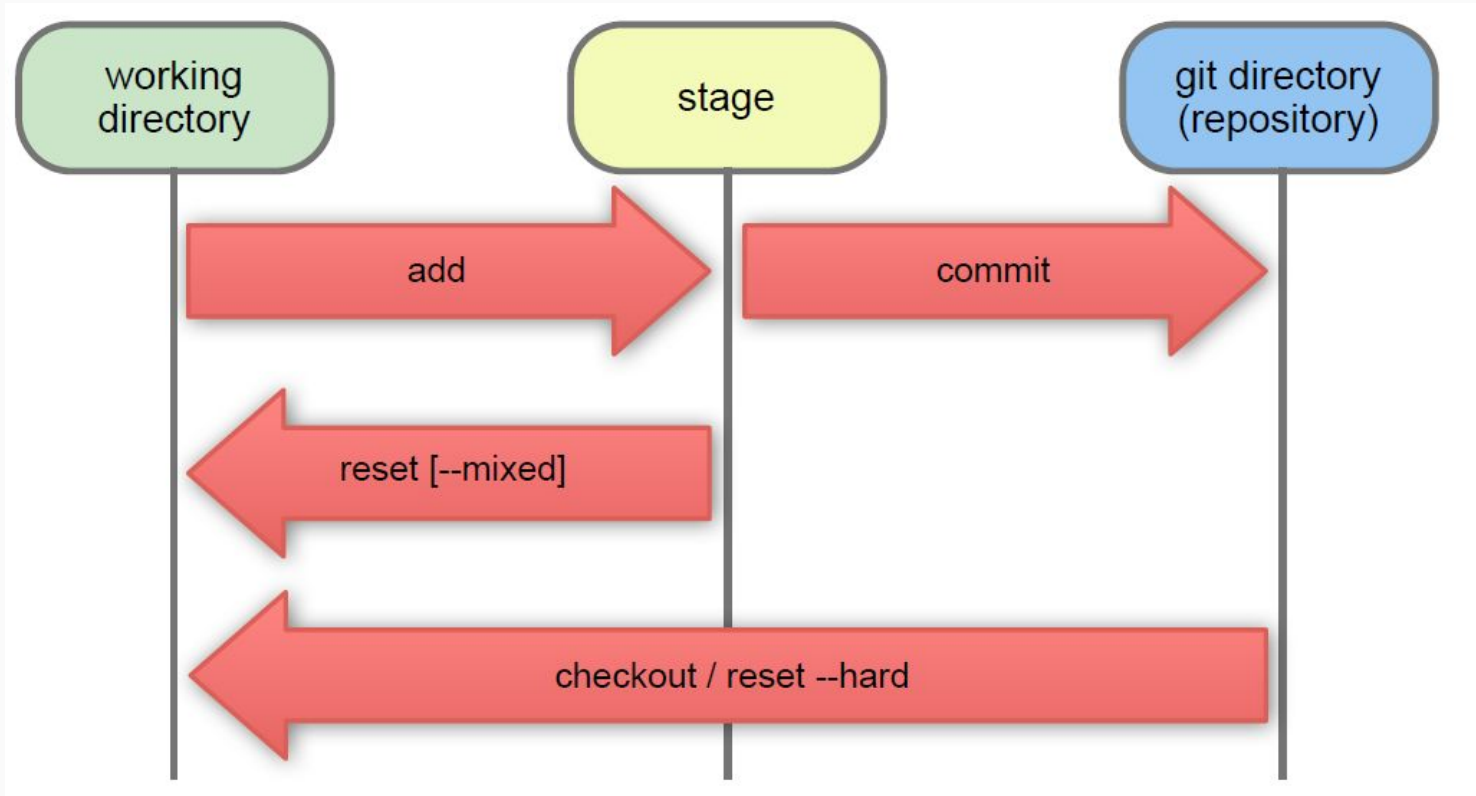 working
directory
stage
git directory
(repository)
add
commit
reset [--mixed]
checkout / reset --hard